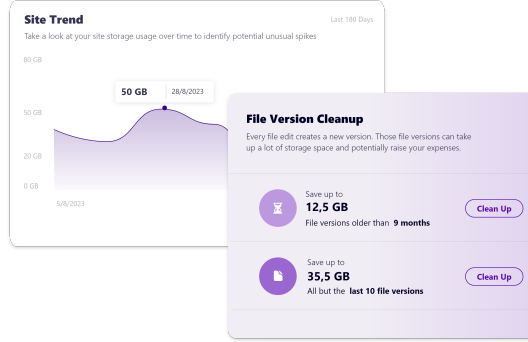 Site Trend
Last 180 Days
Take a look at your site storage usage over time to identify potential unusual spikes
80 GB
50 GB
28/8/2023
50 GB
20 GB
0 GB
5/8/2023
File Version Cleanup
Every file edit creates a new version. Those file versions can take
up a lot of storage space and potentially raise your expenses.
Save up to
12,5 GB
File versions older than 9 months
Clean Up
Save up to
35,5 GB
All but the last 10 file versions
Clean Up